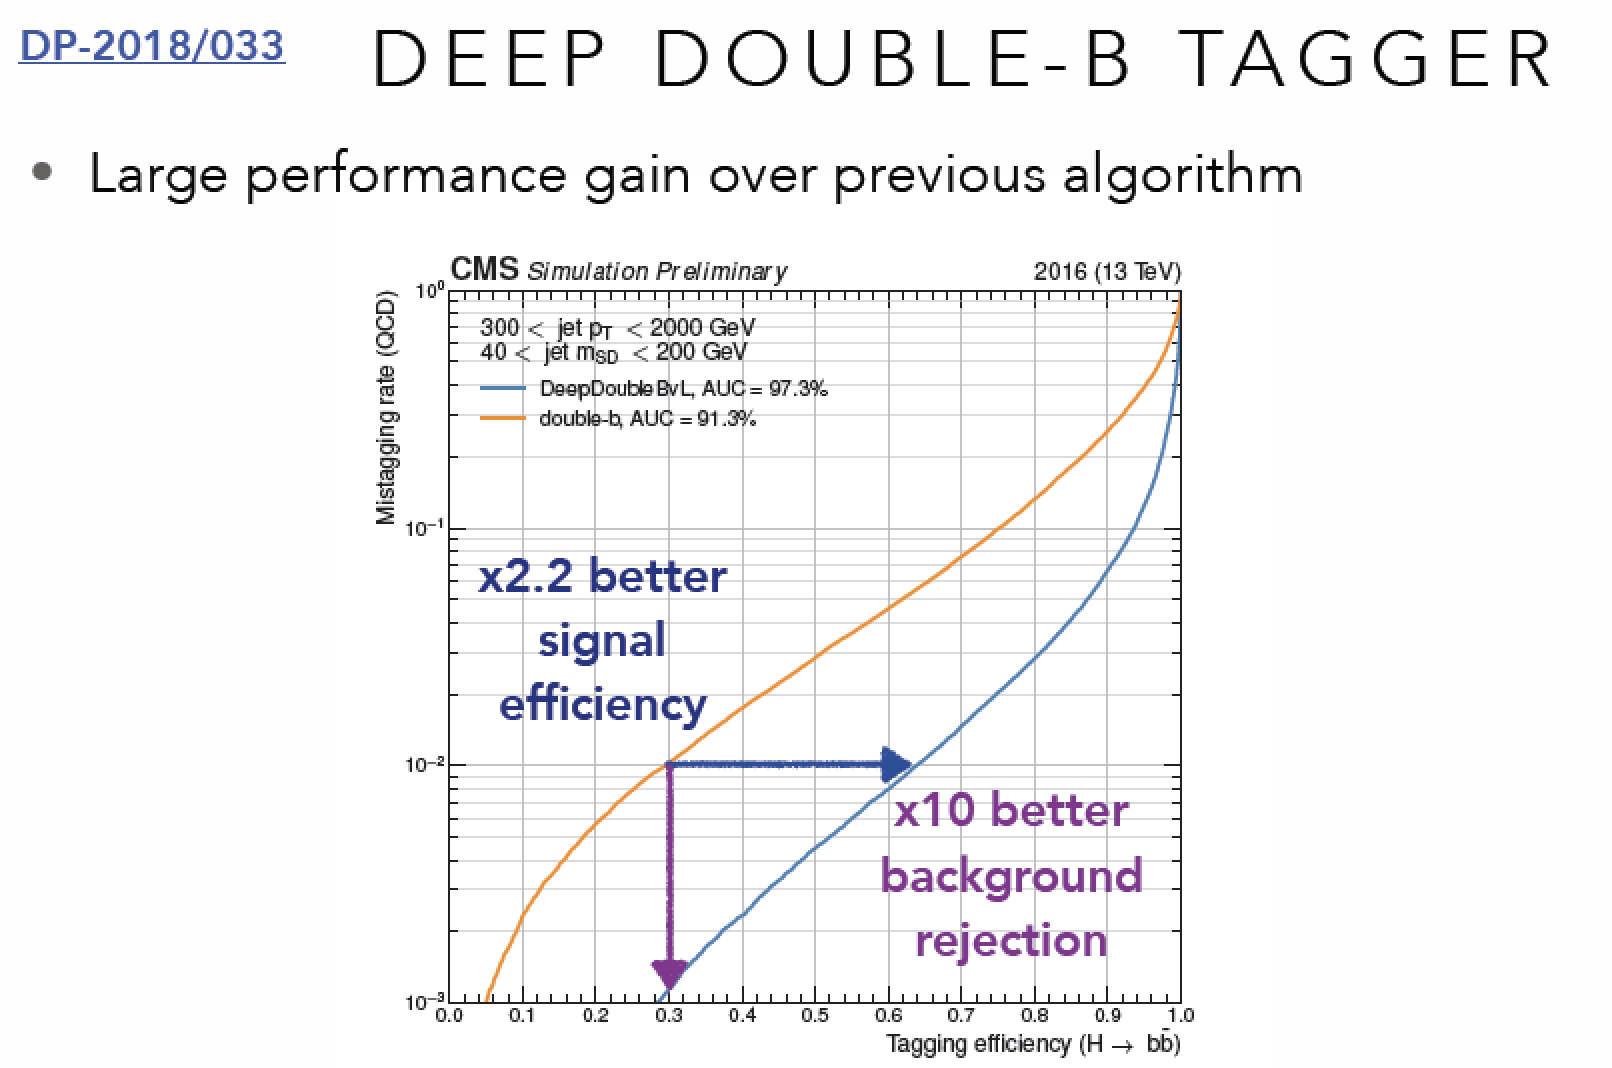 DP-2018/033
DEEP DOUBLE-B TAGGER
• Large performance gain over previous algorithm
CMS Simulation Preliminary
2016 (13 TeV)
Mistagging rate (QCD)
10⁰
300 < jet pT < 2000 GeV
40 < jet mSD < 200 GeV
DeepDoubleBvL, AUC = 97.3%
double-b, AUC = 91.3%
10⁻¹
x2.2 better
signal
efficiency
10⁻²
x10 better
background
rejection
10⁻³
0.0 0.1 0.2 0.3 0.4 0.5 0.6 0.7 0.8 0.9 1.0
Tagging efficiency (H → bb̄)